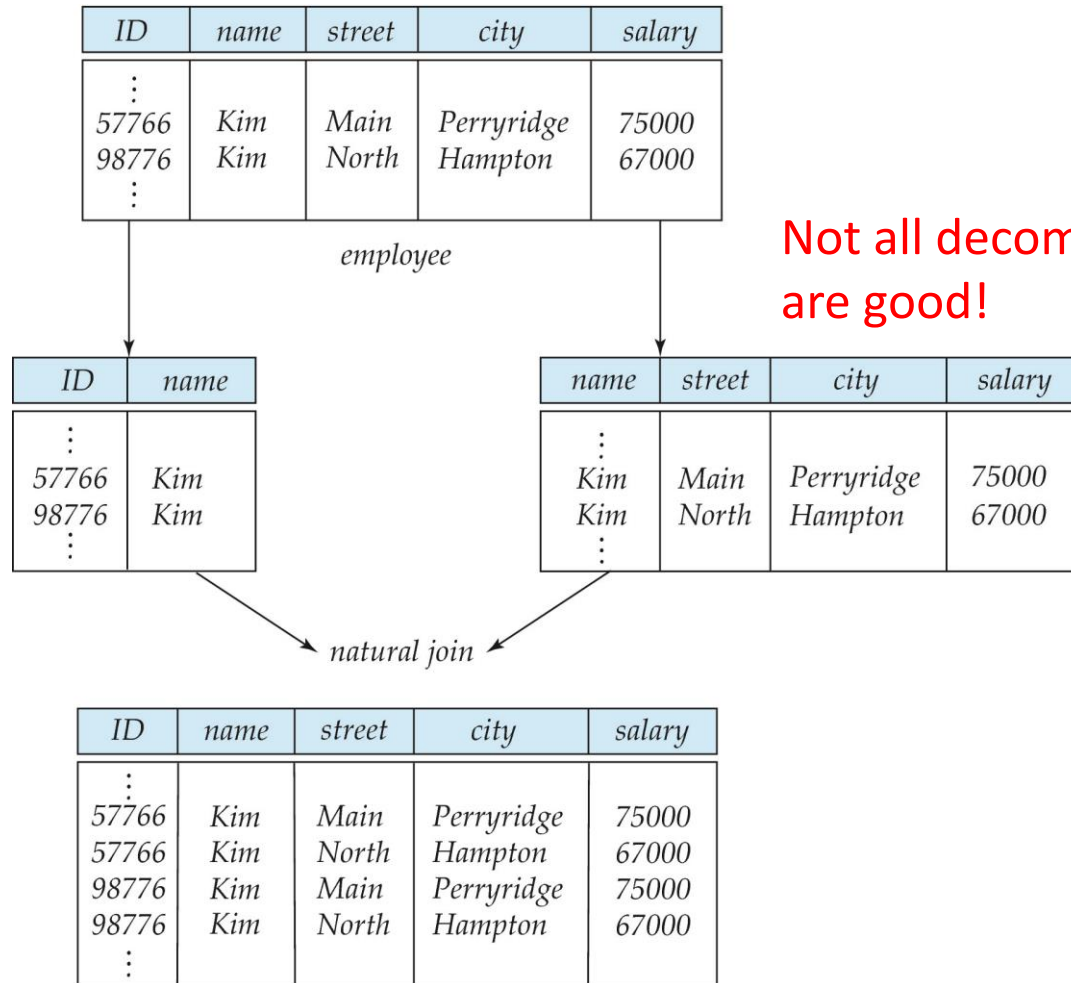 ID name street city salary
⋮
57766 Kim Main Perryridge 75000
98776 Kim North Hampton 67000
⋮
employee
Not all decom
are good!
ID name
⋮
57766 Kim
98776 Kim
⋮
name street city salary
⋮
Kim Main Perryridge 75000
Kim North Hampton 67000
⋮
natural join
ID name street city salary
⋮
57766 Kim Main Perryridge 75000
57766 Kim North Hampton 67000
98776 Kim Main Perryridge 75000
98776 Kim North Hampton 67000
⋮